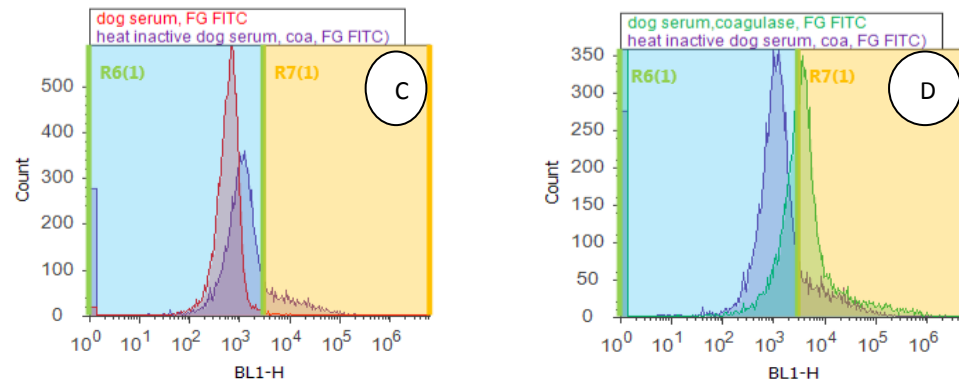 dog serum, FG FITC
heat inactive dog serum, coa, FG FITC)
R6(1)
R7(1)
C
500
400
300
200
100
0
Count
10^0 10^1 10^2 10^3 10^4 10^5 10^6
BL1-H
dog serum,coagulase, FG FITC
heat inactive dog serum, coa, FG FITC)
R6(1)
R7(1)
D
350
300
250
200
150
100
50
0
Count
10^0 10^1 10^2 10^3 10^4 10^5 10^6
BL1-H